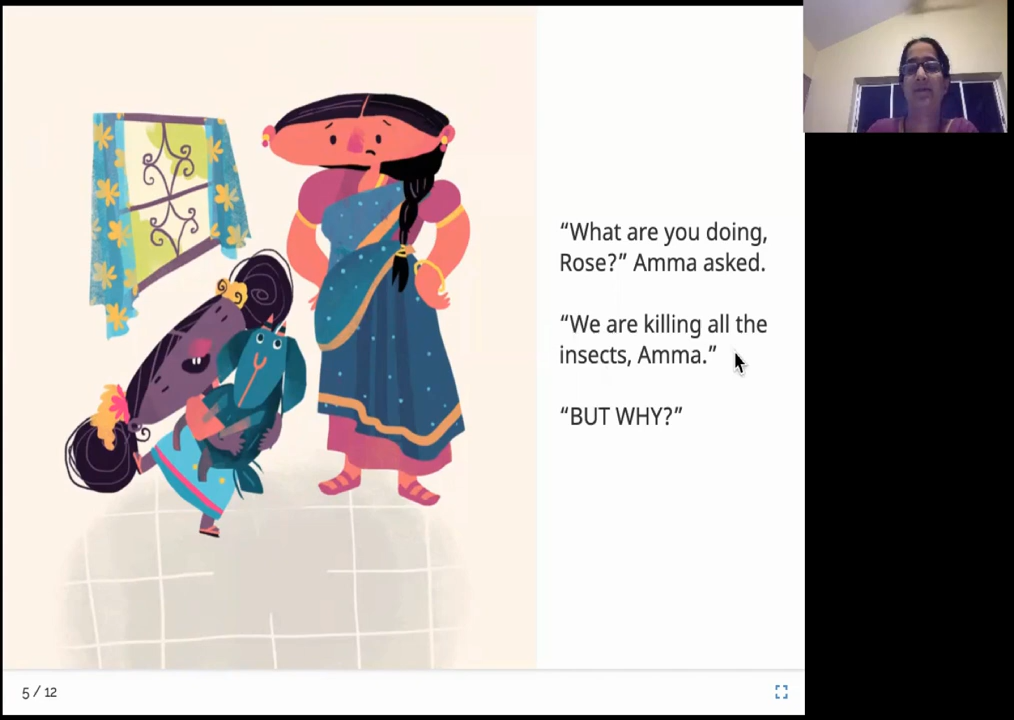 “What are you doing,
Rose?” Amma asked.
“We are killing all the
insects, Amma.”
“BUT WHY?”
5 / 12